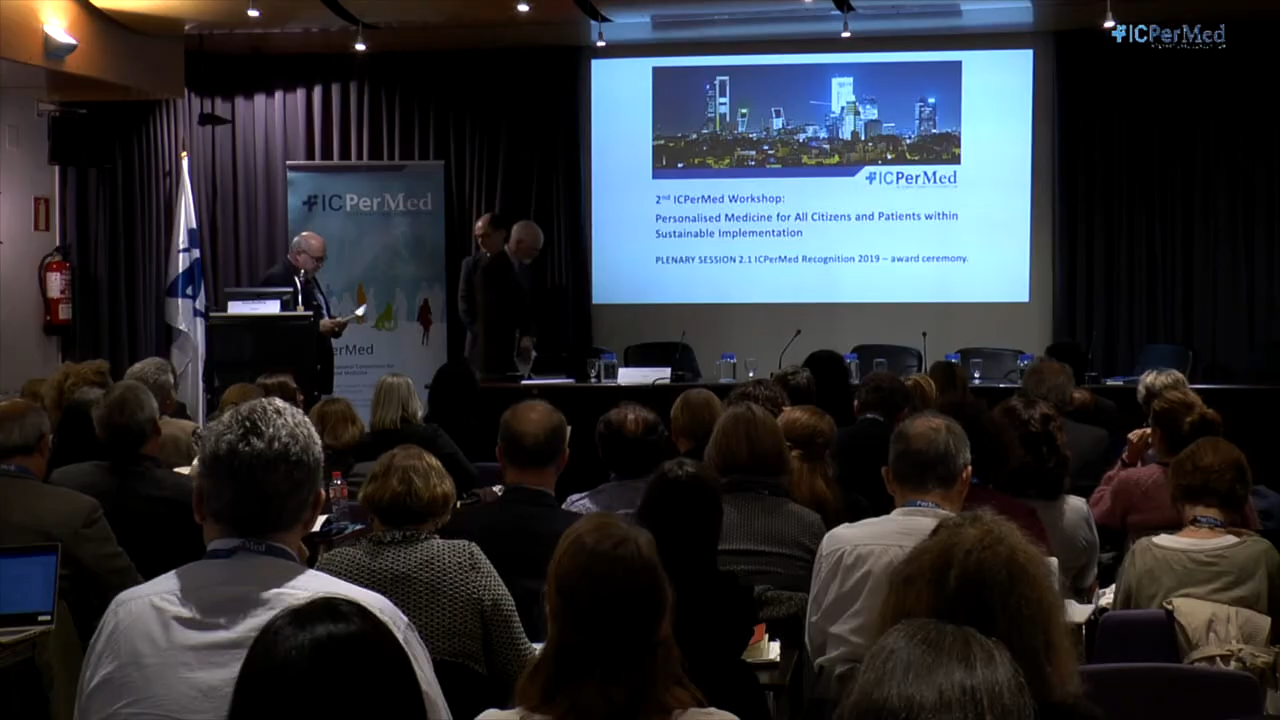 ICPerMed
ICPerMed
2nd ICPerMed Workshop:
Personalised Medicine for All Citizens and Patients within
Sustainable Implementation
PLENARY SESSION 2.1 ICPerMed Recognition 2019 – award ceremony.
ICPerMed
erMed